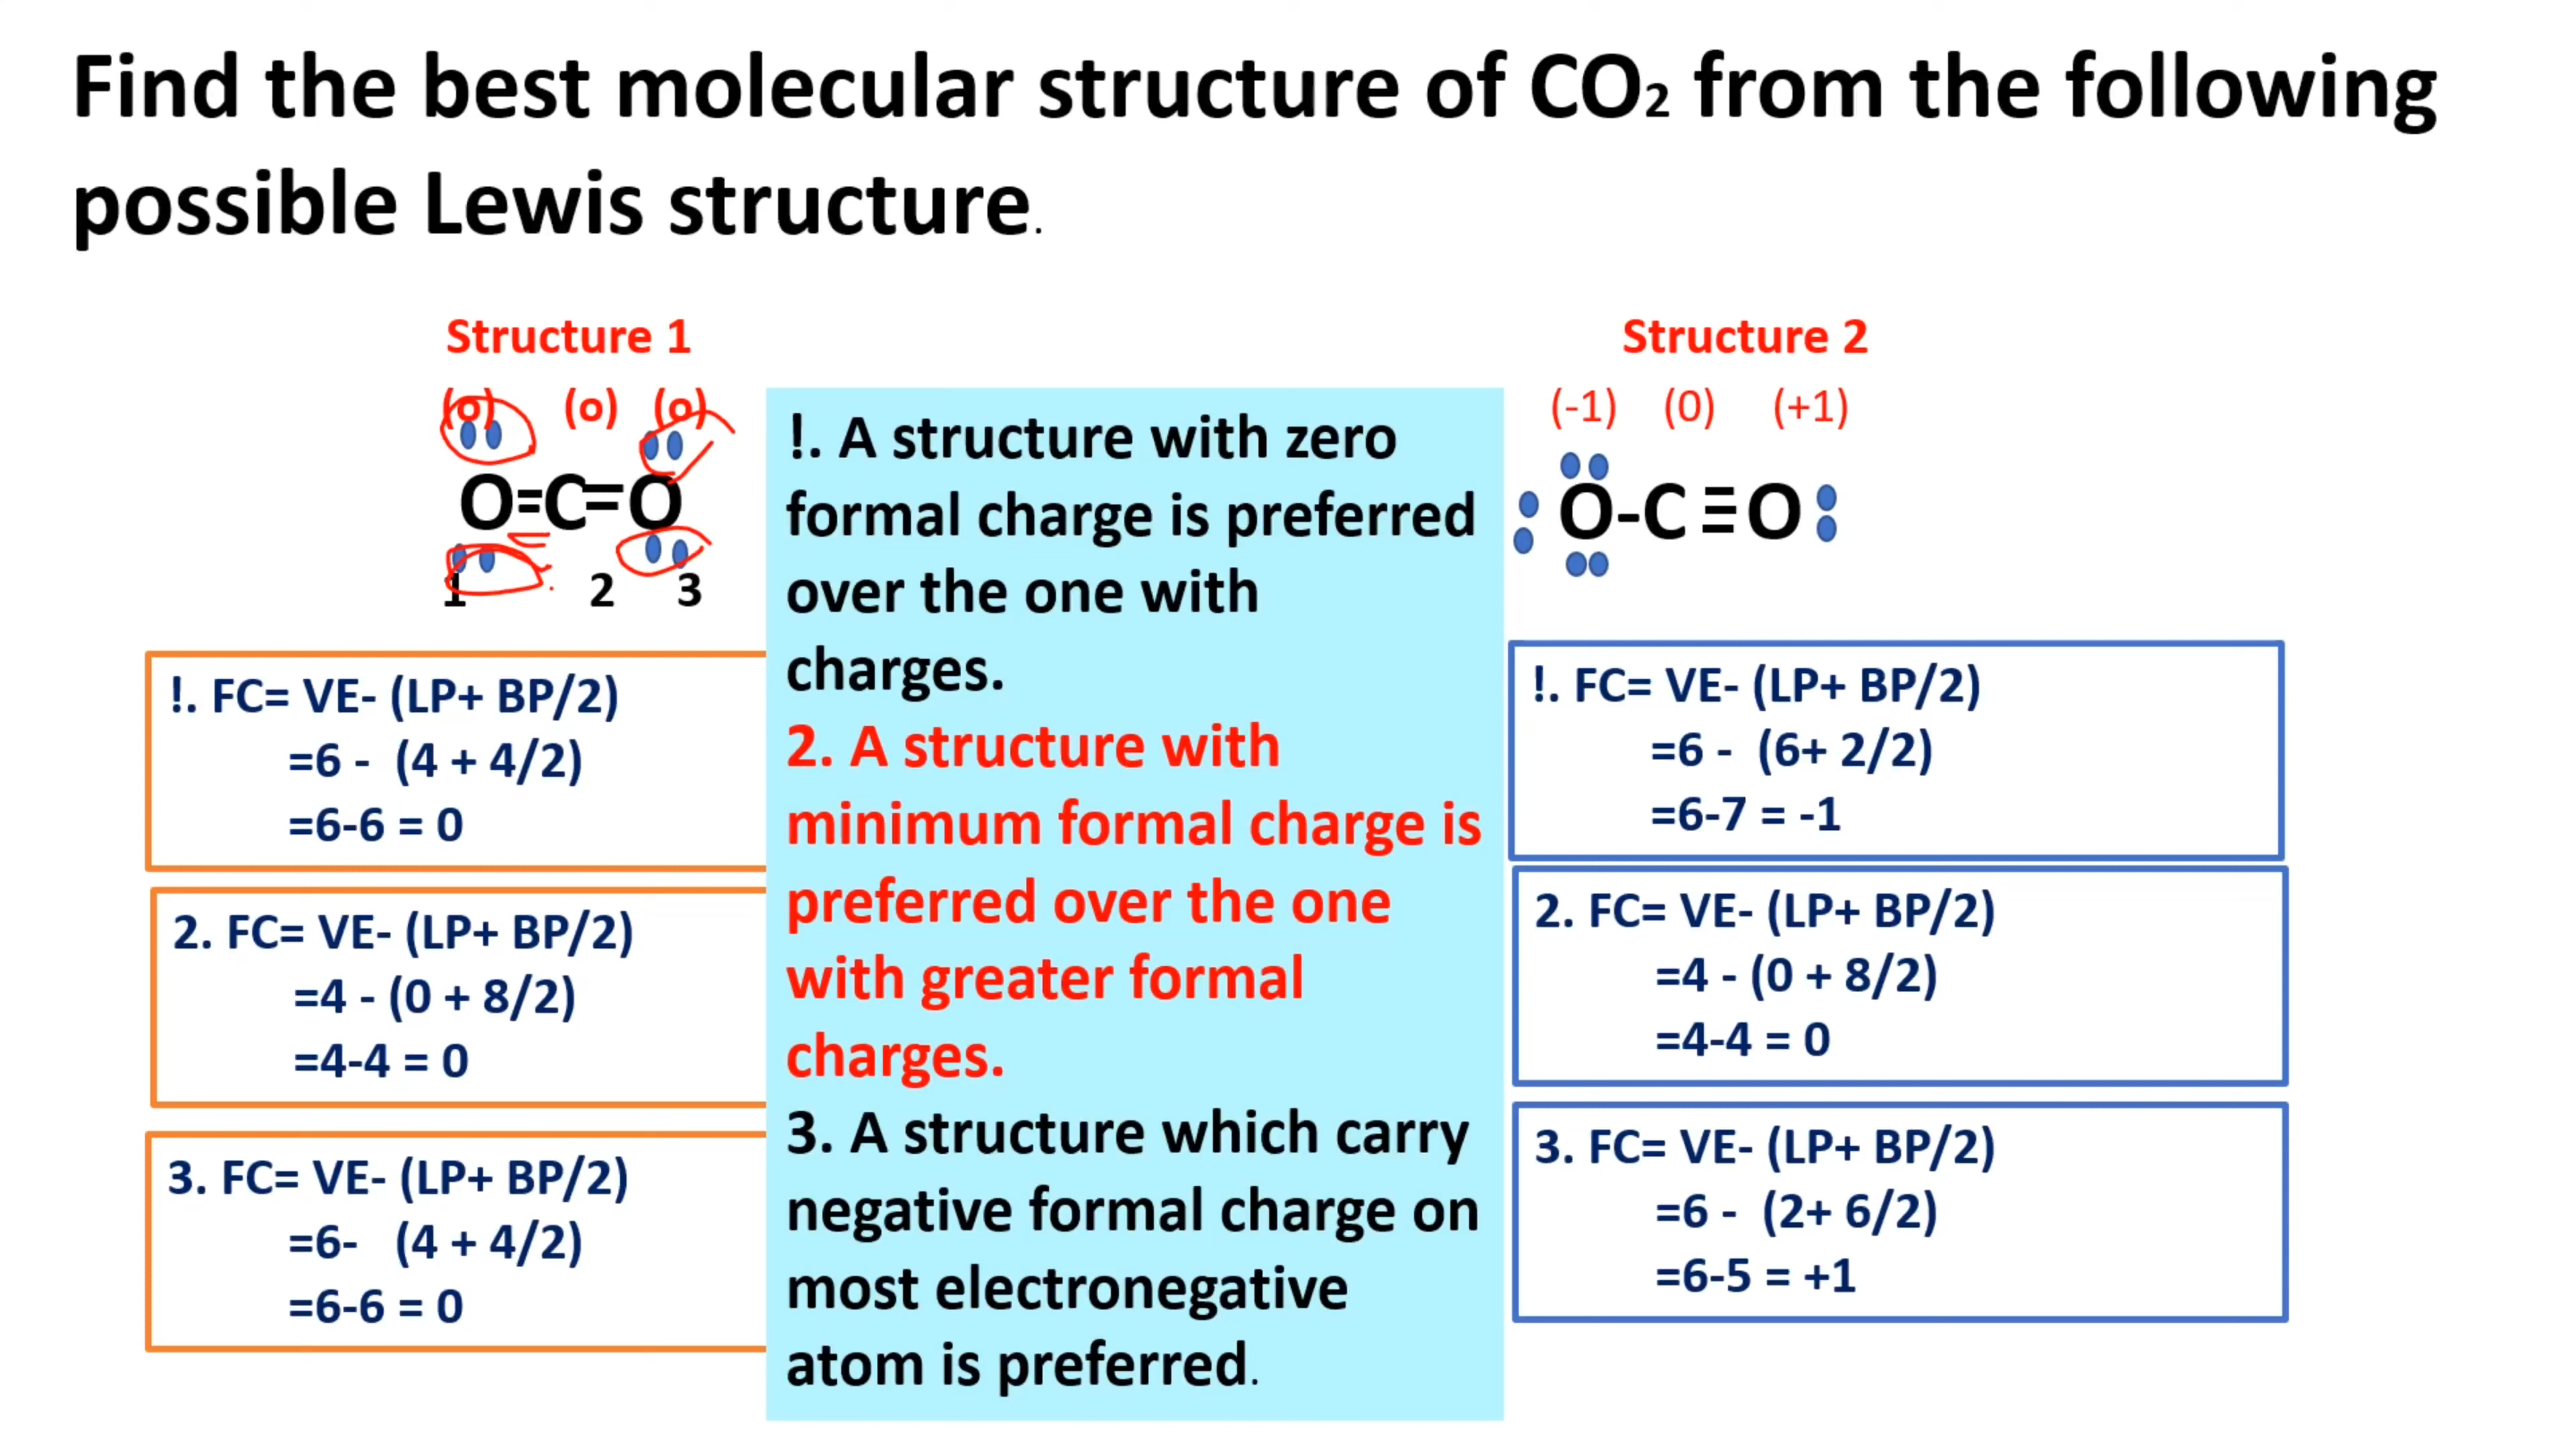 Find the best molecular structure of CO₂ from the following
possible Lewis structure.
Structure 1
(o) (o) (o)
O=C=O
1 2 3
!. FC= VE- (LP+ BP/2)
=6 - (4 + 4/2)
=6-6 = 0
2. FC= VE- (LP+ BP/2)
=4 - (0 + 8/2)
=4-4 = 0
3. FC= VE- (LP+ BP/2)
=6- (4 + 4/2)
=6-6 = 0
!. A structure with zero
formal charge is preferred
over the one with
charges.
2. A structure with
minimum formal charge is
preferred over the one
with greater formal
charges.
3. A structure which carry
negative formal charge on
most electronegative
atom is preferred.
Structure 2
(-1) (0) (+1)
O-C≡O
!. FC= VE- (LP+ BP/2)
=6 - (6+ 2/2)
=6-7 = -1
2. FC= VE- (LP+ BP/2)
=4 - (0 + 8/2)
=4-4 = 0
3. FC= VE- (LP+ BP/2)
=6 - (2+ 6/2)
=6-5 = +1